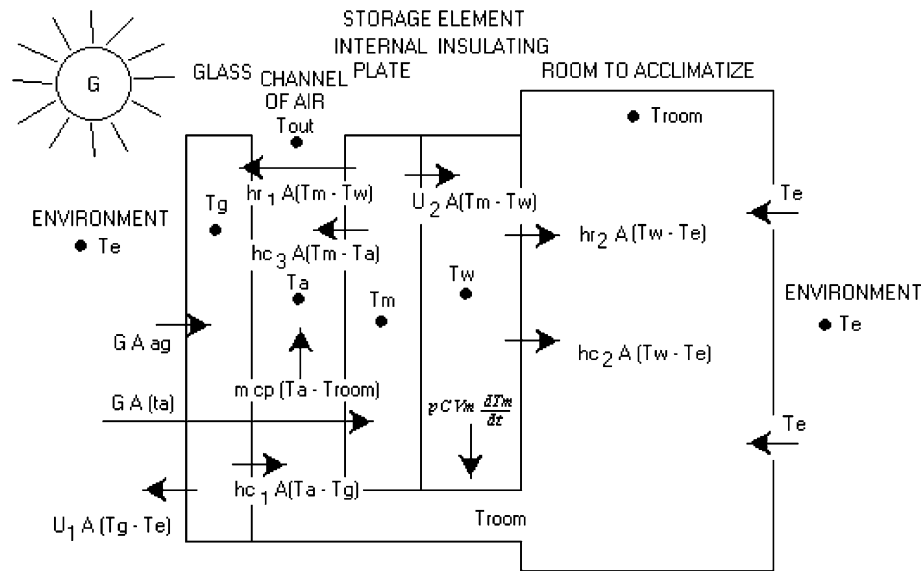 STORAGE ELEMENT
INTERNAL INSULATING
GLASS PLATE ROOM TO ACCLIMATIZE
CHANNEL
OF AIR
G
Tout
Troom
hr1 A(Tm - Tw)
U2 A(Tm - Tw)
Te
ENVIRONMENT
Te
Tg
hc3 A(Tm - Ta)
hr2 A(Tw - Te)
Ta
Tm
Tw
ENVIRONMENT
Te
G A ag
hc2 A(Tw - Te)
m cp (Ta - Troom)
G A (ta)
pCVm dTm/dt
Te
hc1 A(Ta - Tg)
U1 A (Tg - Te)
Troom